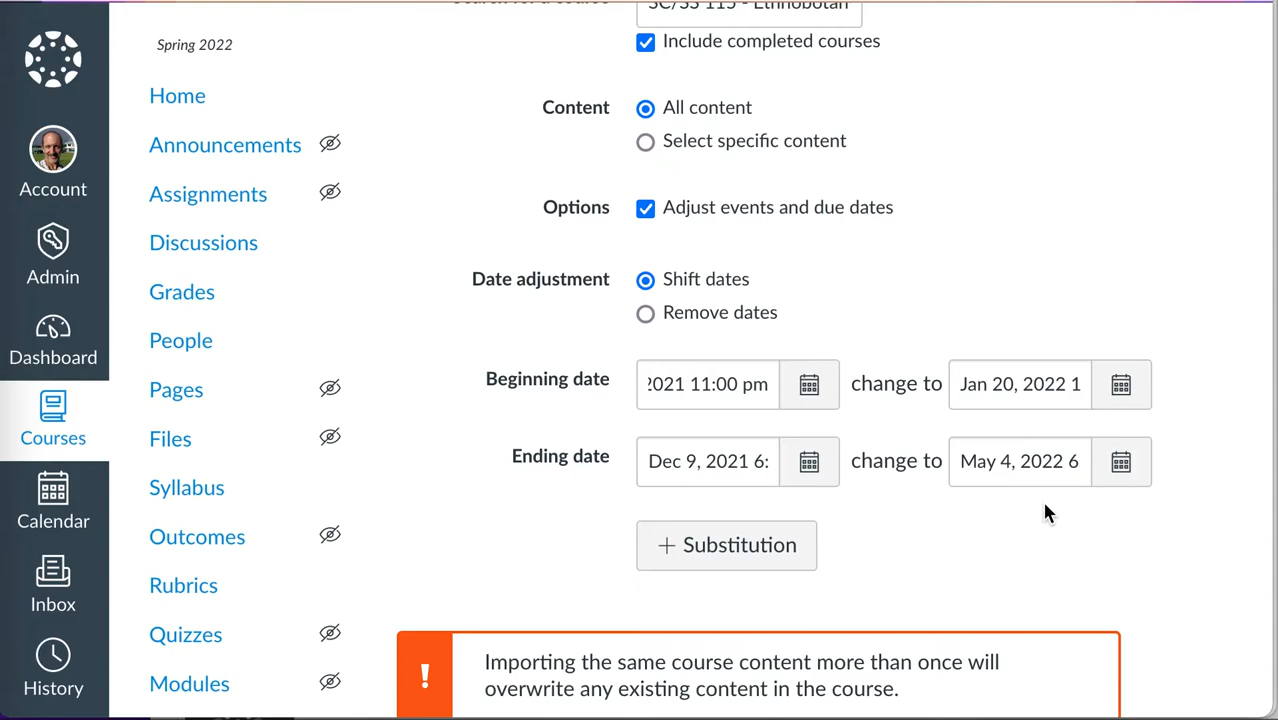 Spring 2022
Account
Admin
Dashboard
Courses
Calendar
Inbox
History
Home
Announcements
Assignments
Discussions
Grades
People
Pages
Files
Syllabus
Outcomes
Rubrics
Quizzes
Modules
SC/SS 115 - Ethnobotan
Include completed courses
Content
All content
Select specific content
Options
Adjust events and due dates
Date adjustment
Shift dates
Remove dates
Beginning date 2021 11:00 pm change to Jan 20, 2022 1
Ending date Dec 9, 2021 6: change to May 4, 2022 6
+ Substitution
! Importing the same course content more than once will
overwrite any existing content in the course.